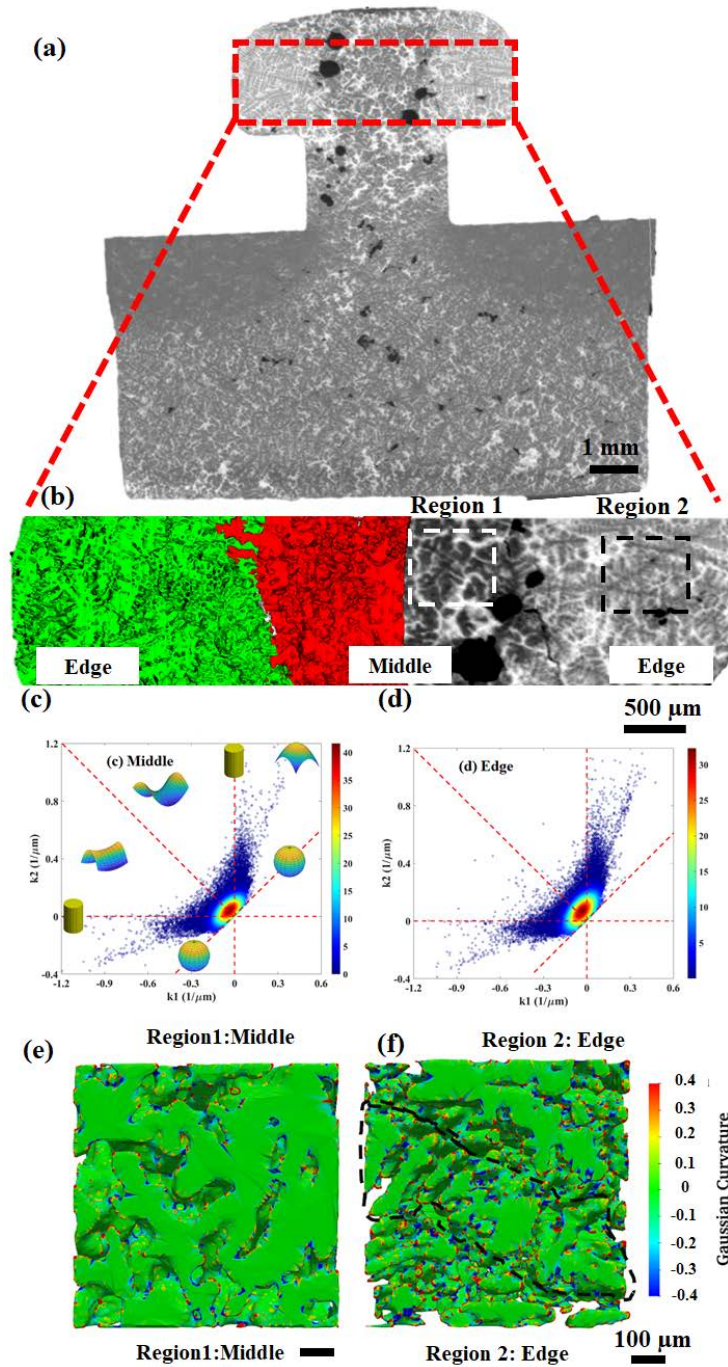 (a)
1 mm
(b)
Region 1
Region 2
Edge
Middle
Edge
(c)
(d)
500 μm
(c) Middle
1.2
0.8
0.4
0
-0.4
k2 (1/μm)
-1.2
-0.9
-0.6
-0.3
0
0.3
0.6
k1 (1/μm)
40
35
30
25
20
15
10
5
0
(d) Edge
1.2
0.8
0.4
0
-0.4
k2 (1/μm)
-1.2
-0.9
-0.6
-0.3
0
0.3
0.6
k1 (1/μm)
30
25
20
15
10
5
Region1:Middle
Region 2: Edge
(e)
(f)
0.4
0.3
0.2
0.1
0
-0.1
-0.2
-0.3
-0.4
Gaussian Curvature
Region1:Middle
Region 2: Edge
100 μm